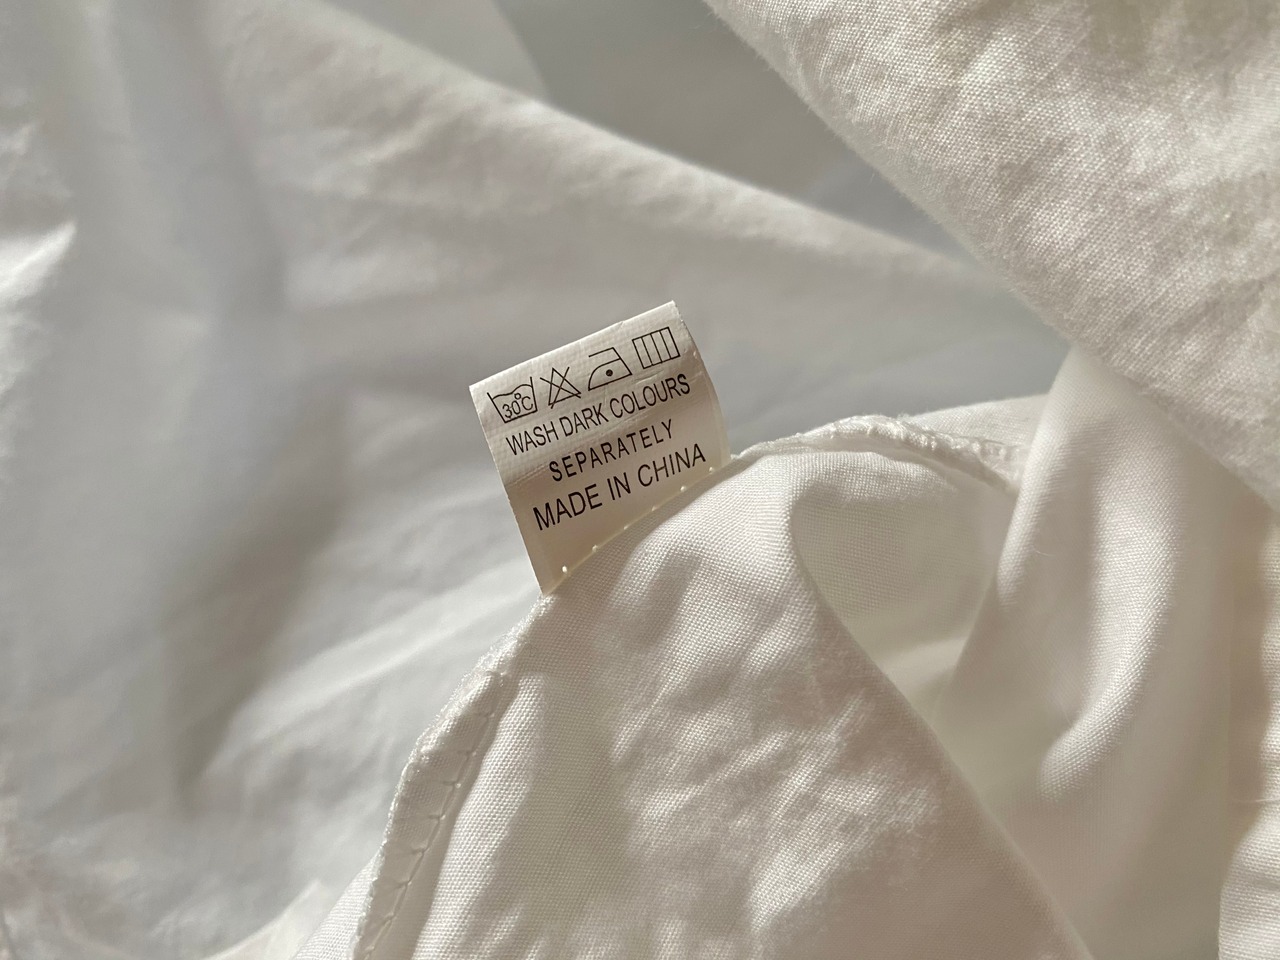 30°C
WASH DARK COLOURS
SEPARATELY
MADE IN CHINA